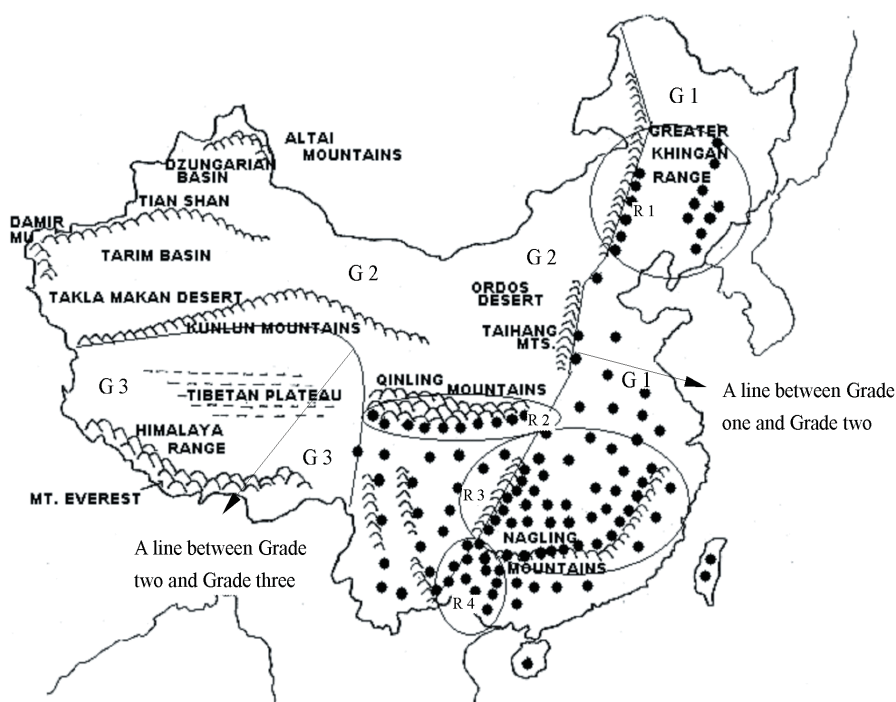 G 1
GREATER
KHINGAN
RANGE
R 1
ALTAI
MOUNTAINS
DZUNGARIAN
BASIN
TIAN SHAN
DAMIR
MU
TARIM BASIN
G 2
G 2
TAKLA MAKAN DESERT
ORDOS
DESERT
KUNLUN MOUNTAINS
TAIHANG
MTS.
G 3
TIBETAN PLATEAU
QINLING
MOUNTAINS
G 1
A line between Grade
one and Grade two
R 2
HIMALAYA
RANGE
G 3
MT. EVEREST
R 3
NAGLING
MOUNTAINS
A line between Grade
two and Grade three
R 4